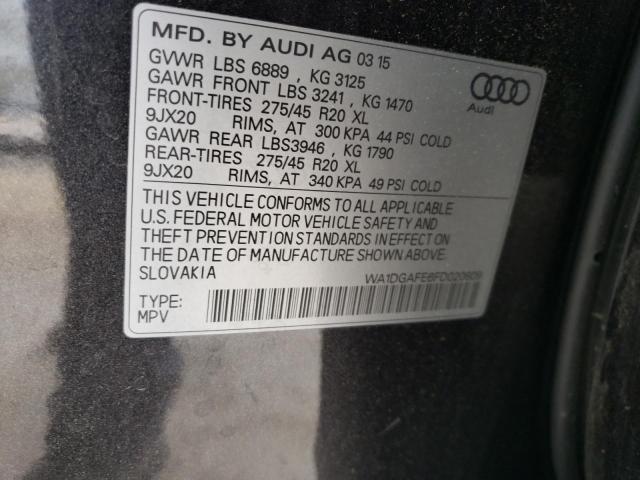 MFD. BY AUDI AG 03 15
GVWR LBS 6889 , KG 3125
GAWR FRONT LBS 3241 , KG 1470
FRONT-TIRES 275/45 R20 XL
9JX20 RIMS, AT 300 KPA 44 PSI COLD
GAWR REAR LBS3946 , KG 1790
REAR-TIRES 275/45 R20 XL
9JX20 RIMS, AT 340 KPA 49 PSI COLD
Audi
THIS VEHICLE CONFORMS TO ALL APPLICABLE
U.S. FEDERAL MOTOR VEHICLE SAFETY AND
THEFT PREVENTION STANDARDS IN EFFECT ON
THE DATE OF MANUFACTURE SHOWN ABOVE.
SLOVAKIA
WA1DGAFE6FD020909
TYPE:
MPV